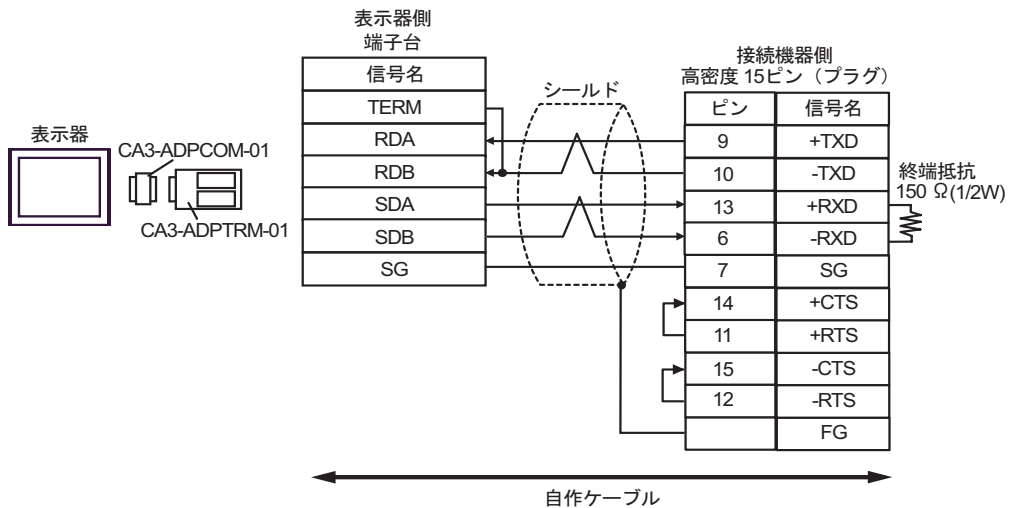 表示器側
端子台
信号名
TERM
RDA
RDB
SDA
SDB
SG
シールド
接続機器側
高密度 15ピン（プラグ）
ピン 信号名
9 +TXD
10 -TXD
13 +RXD
6 -RXD
7 SG
14 +CTS
11 +RTS
15 -CTS
12 -RTS
FG
終端抵抗
150 Ω(1/2W)
表示器
CA3-ADPCOM-01
CA3-ADPTRM-01
自作ケーブル